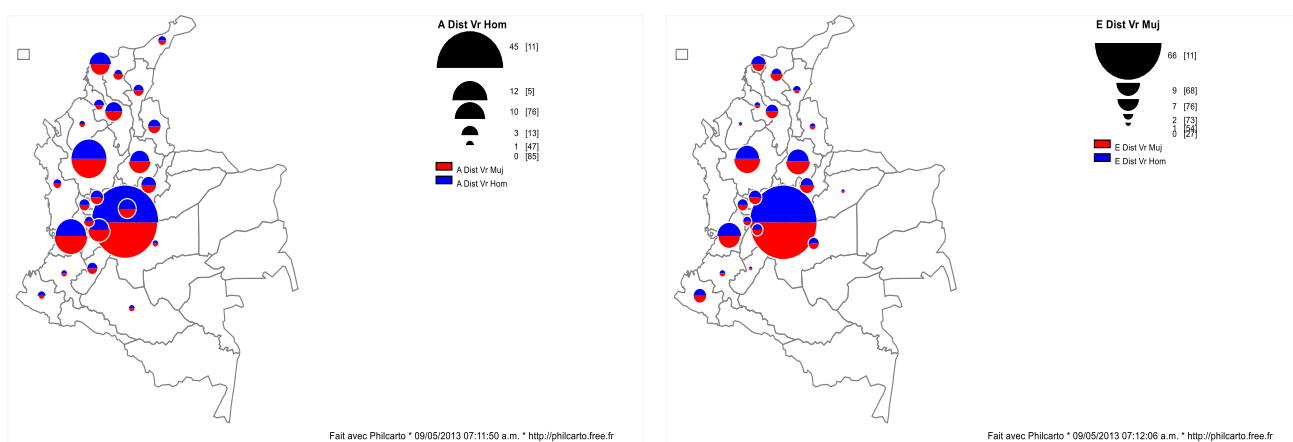 A Dist Vr Hom
45 [11]
12 [5]
10 [76]
3 [13]
1 [47]
0 [85]
A Dist Vr Muj
A Dist Vr Hom
Fait avec Philcarto * 09/05/2013 07:11:50 a.m. * http://philcarto.free.fr
E Dist Vr Muj
66 [11]
9 [68]
7 [76]
2 [73]
1 [54]
0 [27]
E Dist Vr Muj
E Dist Vr Hom
Fait avec Philcarto * 09/05/2013 07:12:06 a.m. * http://philcarto.free.fr